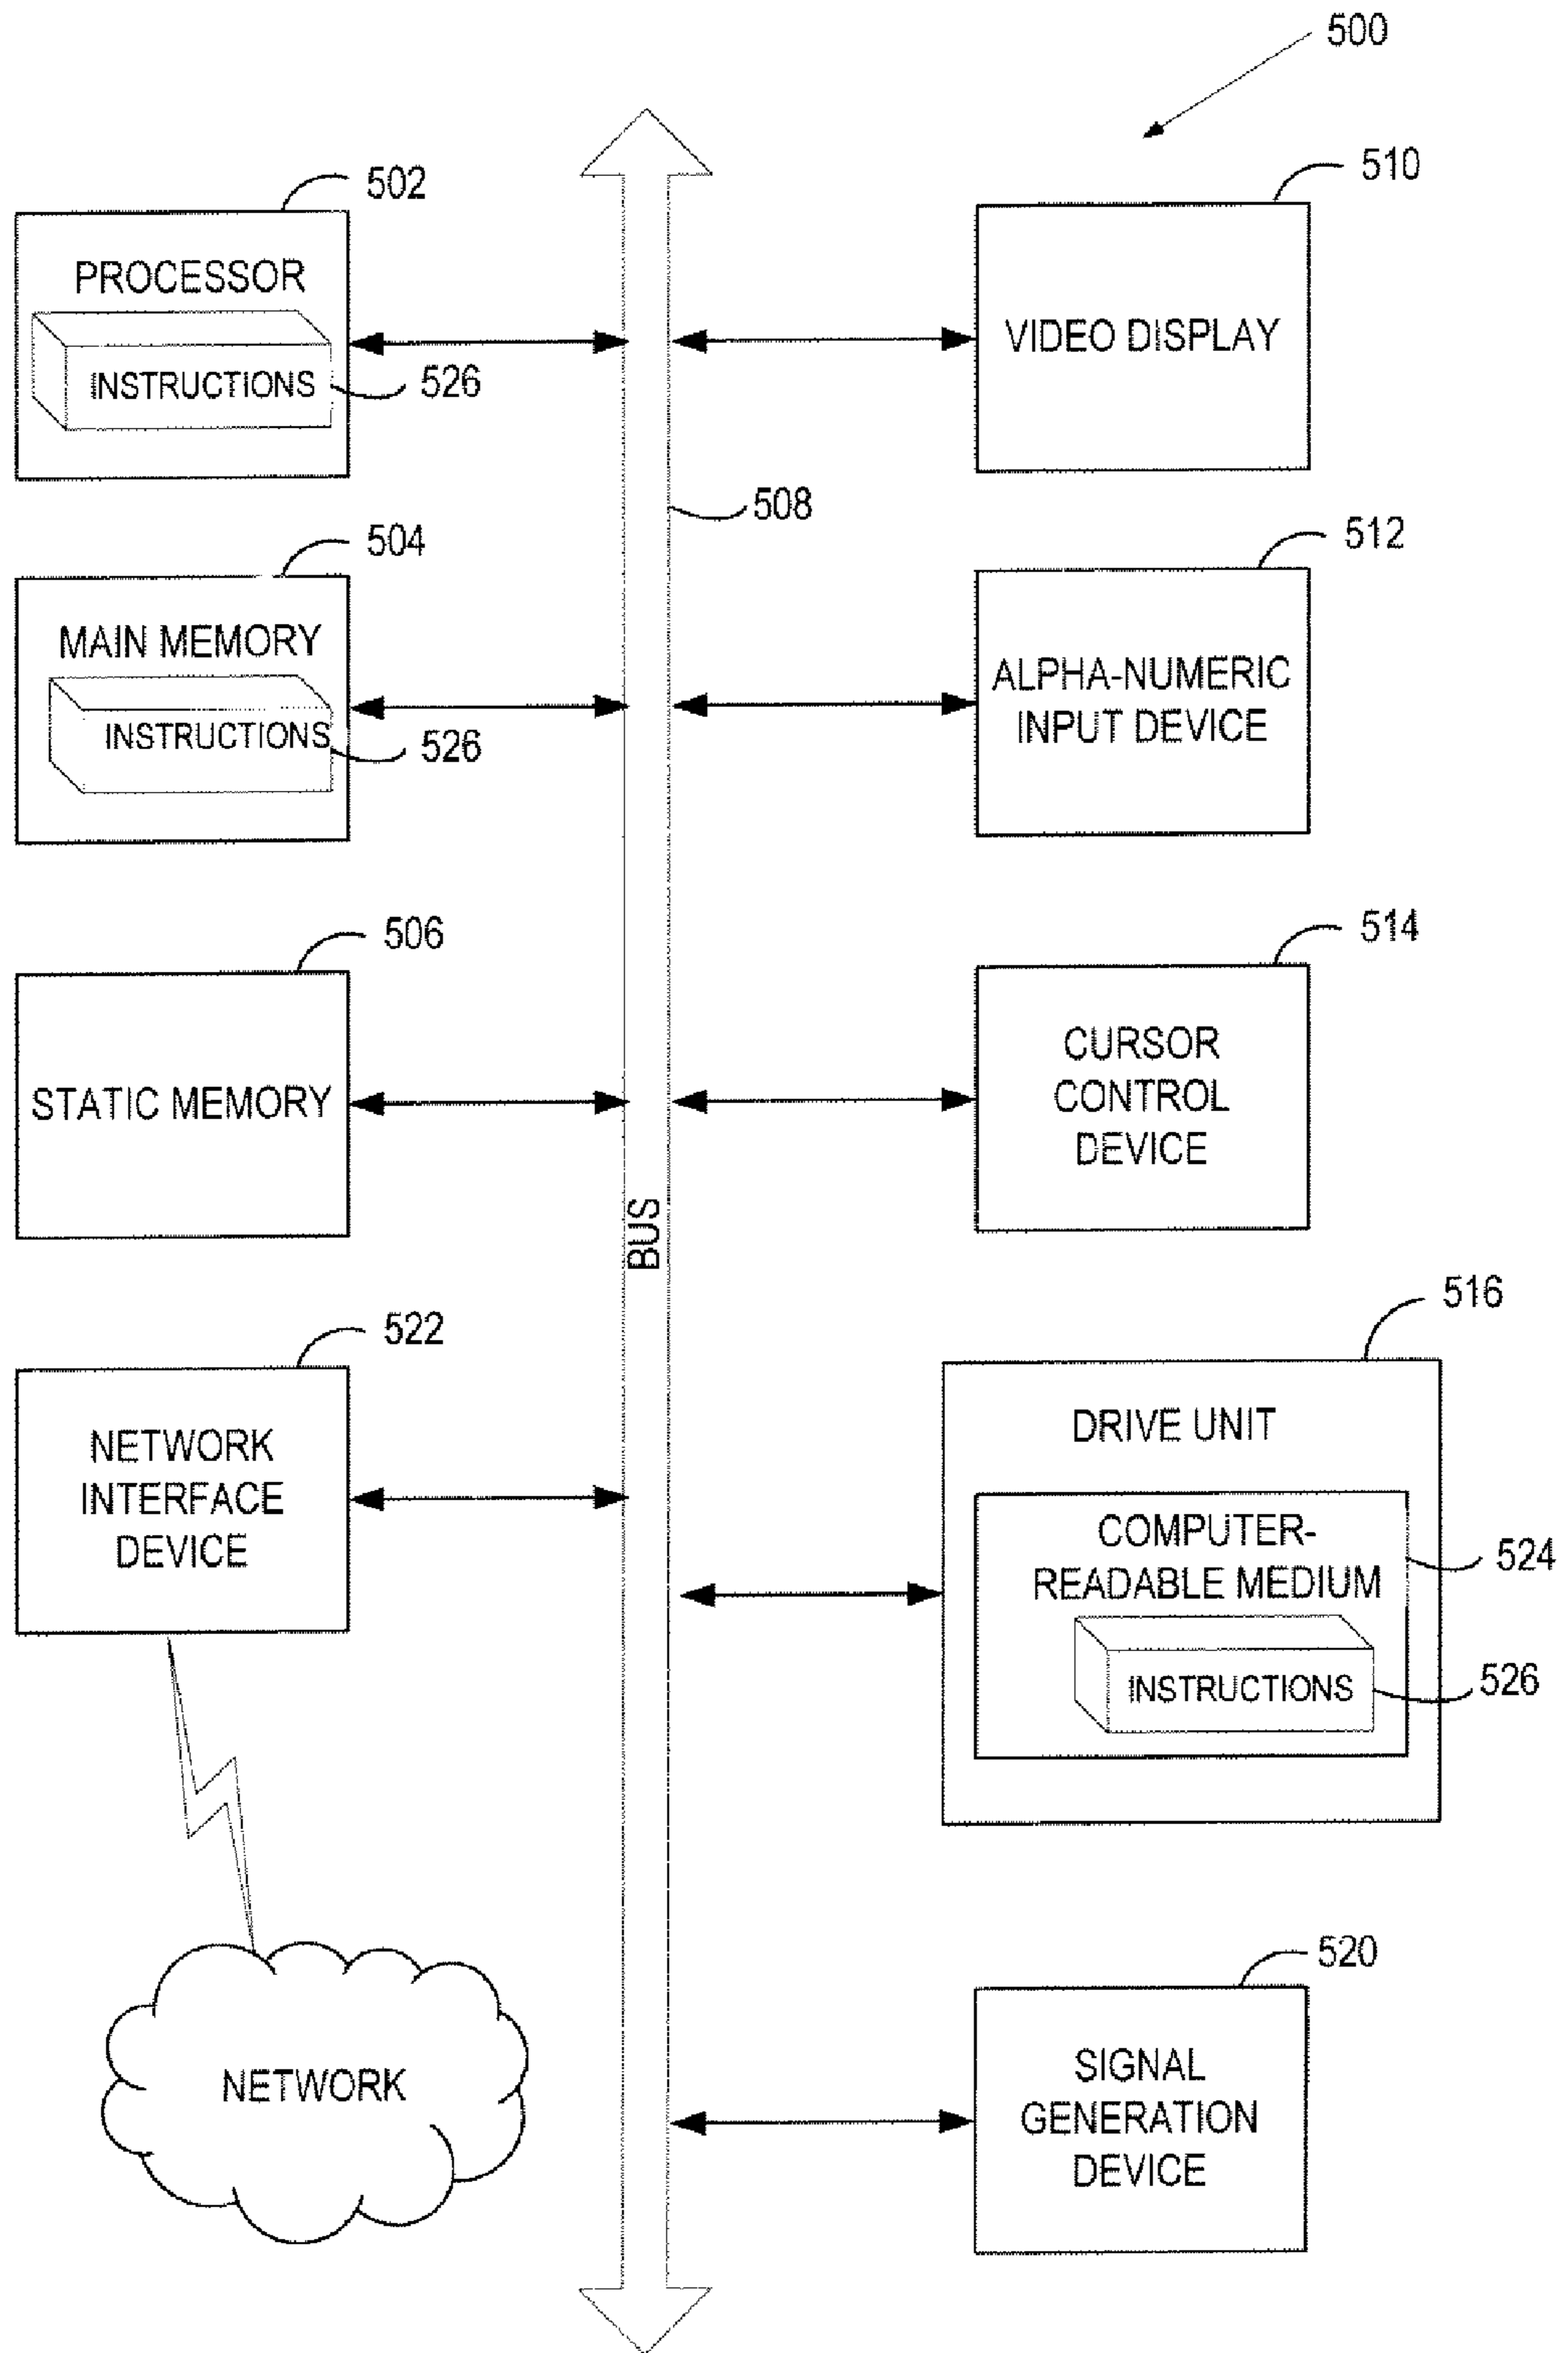 500
502
PROCESSOR
INSTRUCTIONS
526
510
VIDEO DISPLAY
508
504
MAIN MEMORY
INSTRUCTIONS
526
512
ALPHA-NUMERIC
INPUT DEVICE
506
STATIC MEMORY
514
CURSOR
CONTROL
DEVICE
BUS
522
NETWORK
INTERFACE
DEVICE
516
DRIVE UNIT
COMPUTER-
READABLE MEDIUM
524
INSTRUCTIONS
526
NETWORK
520
SIGNAL
GENERATION
DEVICE